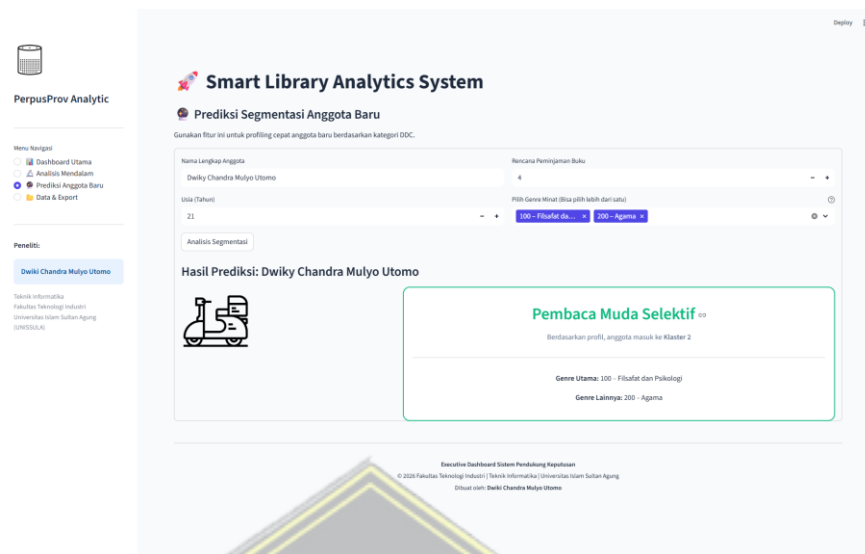 Deploy
PerpusProv Analytic
Menu Navigasi
Dashboard Utama
Analisis Mendalam
Prediksi Anggota Baru
Data & Export
Peneliti:
Dwiki Chandra Mulyo Utomo
Teknik Informatika
Fakultas Teknologi Industri
Universitas Islam Sultan Agung
(UNISSULA)
Smart Library Analytics System
Prediksi Segmentasi Anggota Baru
Gunakan fitur ini untuk profiling cepat anggota baru berdasarkan kategori DDC.
Nama Lengkap Anggota
Dwiky Chandra Mulyo Utomo
Rencana Peminjaman Buku
4
Usia (Tahun)
21
Pilih Genre Minat (Bisa pilih lebih dari satu)
100 – Filsafat da...
200 – Agama
Analisis Segmentasi
Hasil Prediksi: Dwiky Chandra Mulyo Utomo
Pembaca Muda Selektif
Berdasarkan profil, anggota masuk ke Klaster 2
Genre Utama: 100 – Filsafat dan Psikologi
Genre Lainnya: 200 – Agama
Executive Dashboard Sistem Pendukung Keputusan
© 2026 Fakultas Teknologi Industri | Teknik Informatika | Universitas Islam Sultan Agung
Dibuat oleh: Dwiki Chandra Mulyo Utomo